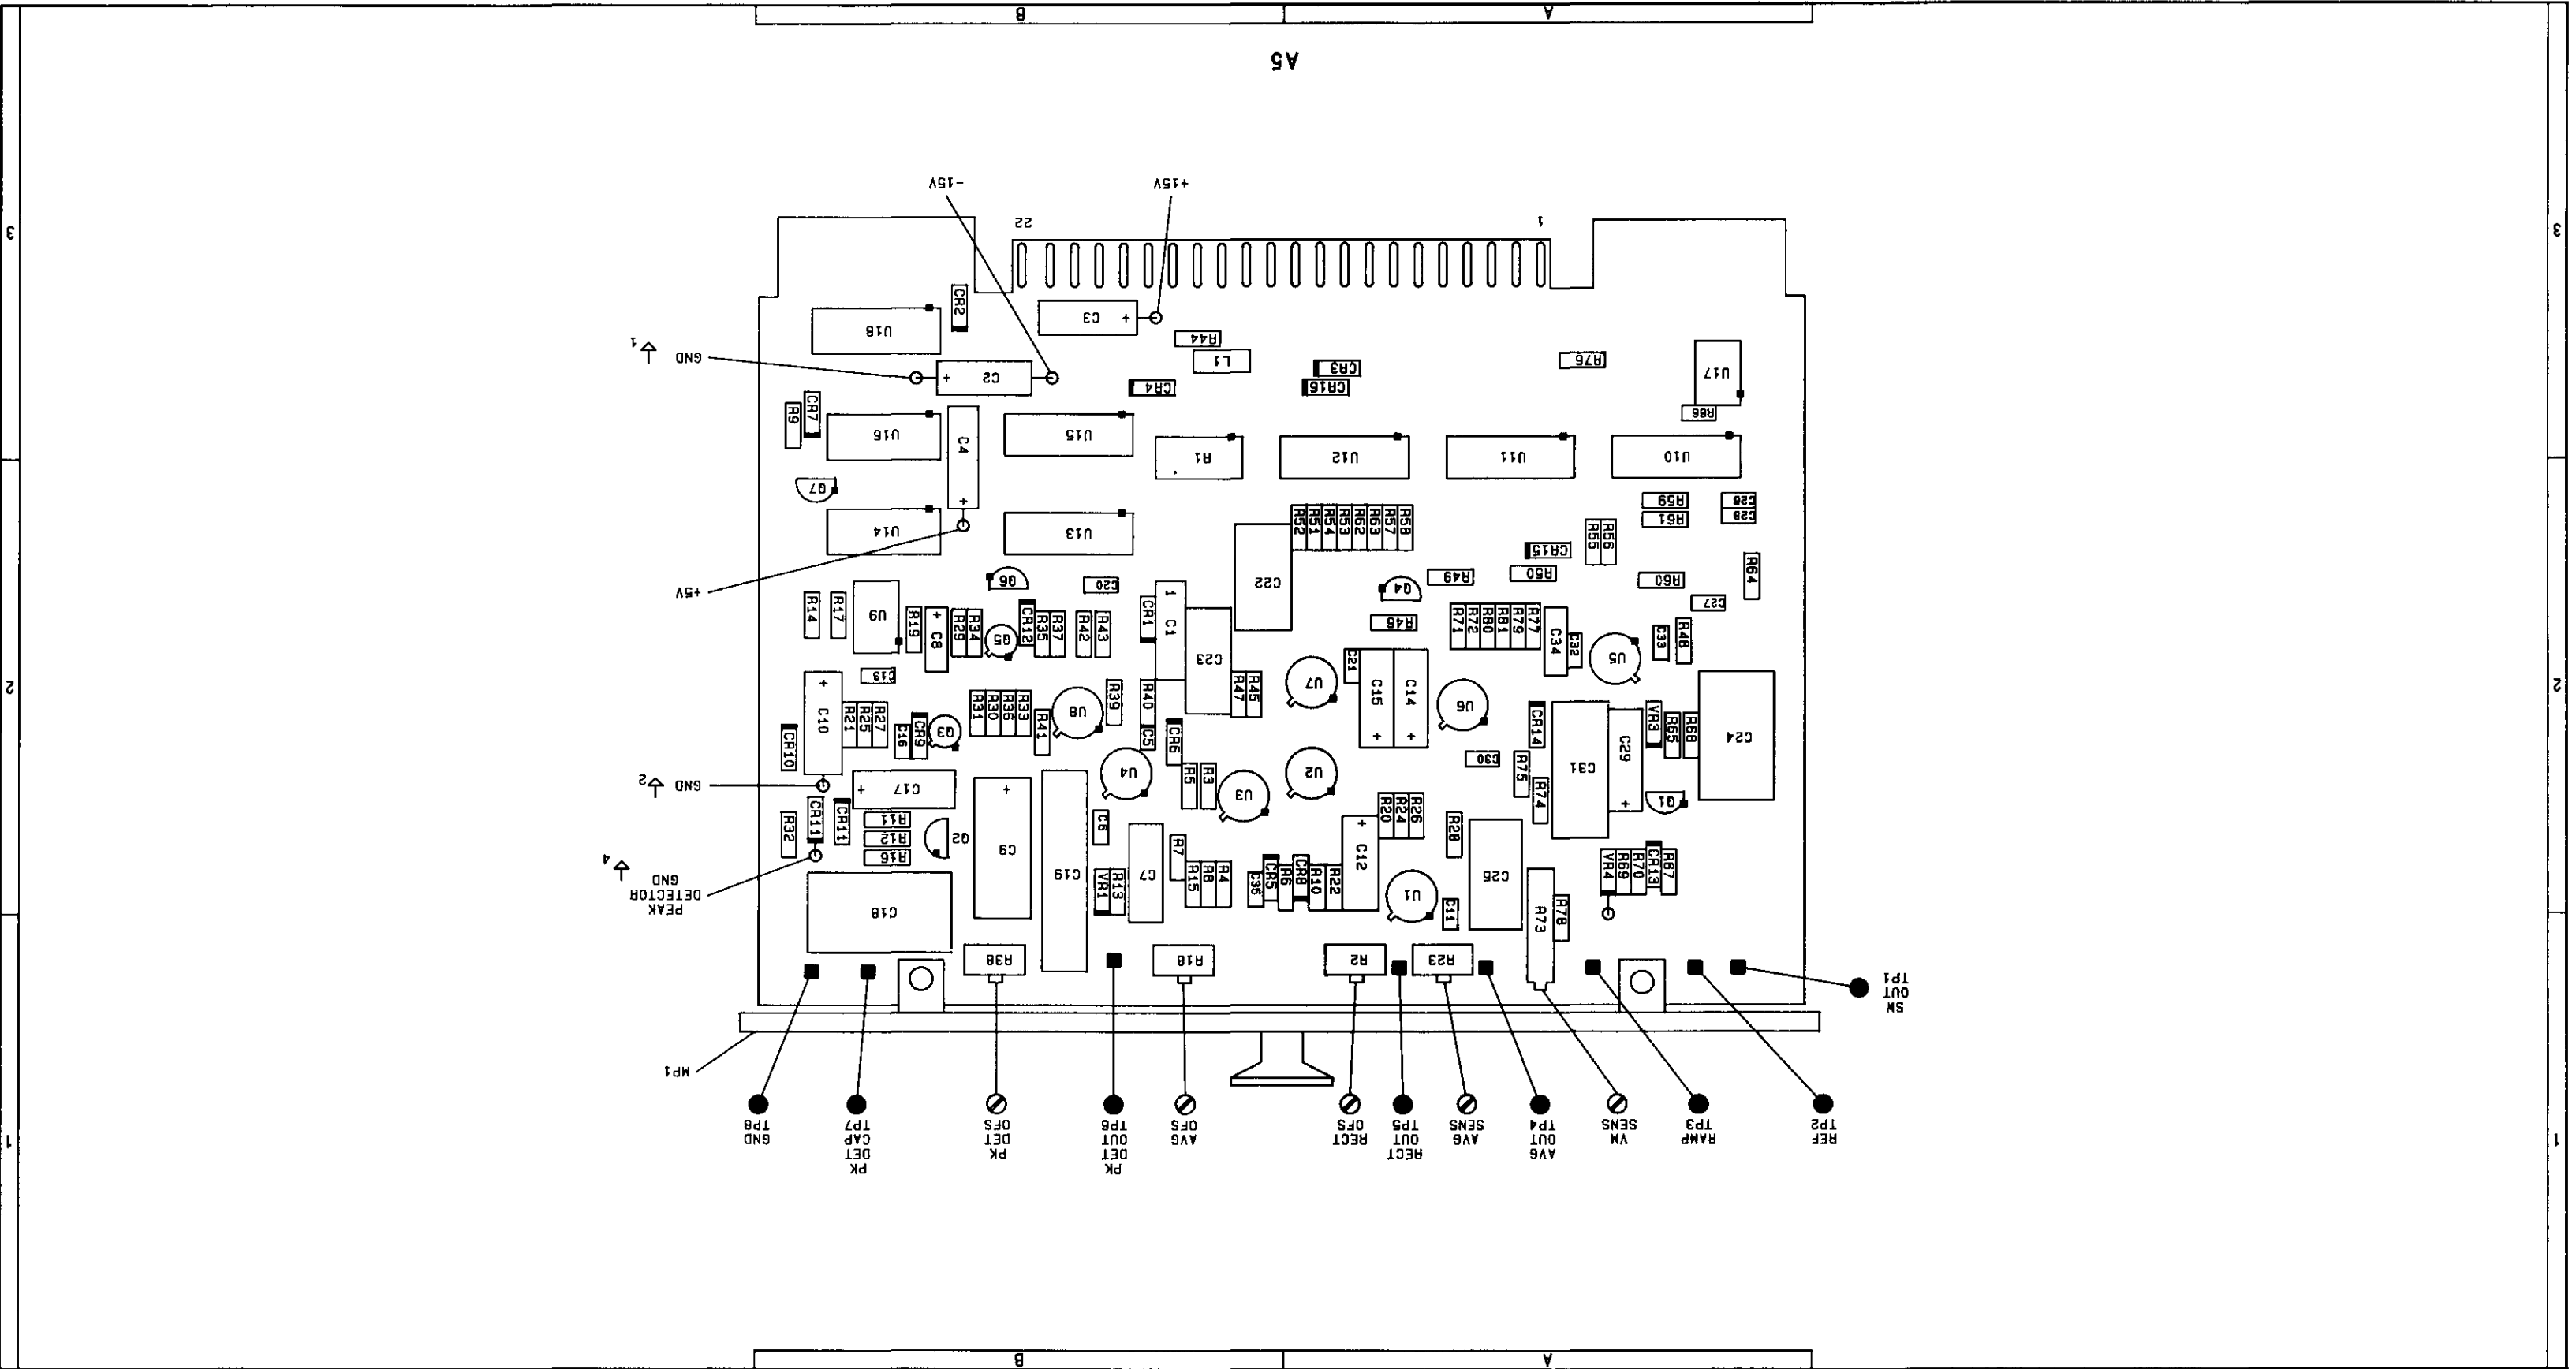 B
A
A5
-15V
+15V
3
3
22
1
CR2
U18
C3 +
R44
L1
GND
1
+ C2
CR4
CR3
CR16
R76
U17
R66
R9
CR7
U16
C4
+
U15
R1
U12
U11
U10
Q7
R59
R61
C26
C28
U14
U13
R52
R51
R54
R53
R62
R63
R57
R58
R55
R56
C22
CR15
+5V
Q6
C20
Q4
R49
R50
R60
R64
R14
R17
U9
R19
+ C8
R29
R34
Q5
CR12
R35
R37
R42
R43
CR1
1
C1
C23
R46
R71
R72
R80
R81
R79
R77
C34
C32
C27
U5
C33
R48
2
2
C13
+
C10
R21
R25
R27
C16
CR9
Q3
R31
R30
R36
R33
R41
U8
R39
R40
C5
CR6
R47
R45
U7
C21
C15
+
C14
+
U6
CR14
C31
C29
+
VR3
R65
R68
C24
CR10
GND
2
+ C17
+
C9
C19
U4
R5
R3
U3
U2
C30
R75
R74
Q1
R32
CR11
CR11
R11
R12
R16
Q2
C6
C7
R7
R20
R24
R26
+
C12
R28
4
PEAK
DETECTOR
GND
C18
VR1
R13
R15
R8
R4
C35
CR5
R6
CR8
R10
R22
U1
C11
C25
R73
R78
VR4
R69
R70
CR13
R67
R38
R18
R2
R23
SW
OUT
TP1
MP1
GND
TP8
PK
DET
CAP
TP7
PK
DET
OFS
PK
DET
OUT
TP6
AVG
OFS
RECT
OFS
RECT
OUT
TP5
AVG
SENS
AVG
OUT
TP4
VM
SENS
RAMP
TP3
REF
TP2
1
1
B
A